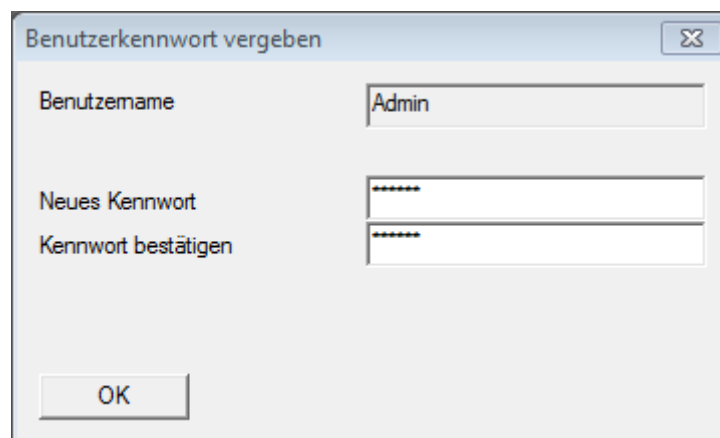 Benutzerkennwort vergeben
Benutzername
Admin
Neues Kennwort
******
Kennwort bestätigen
******
OK